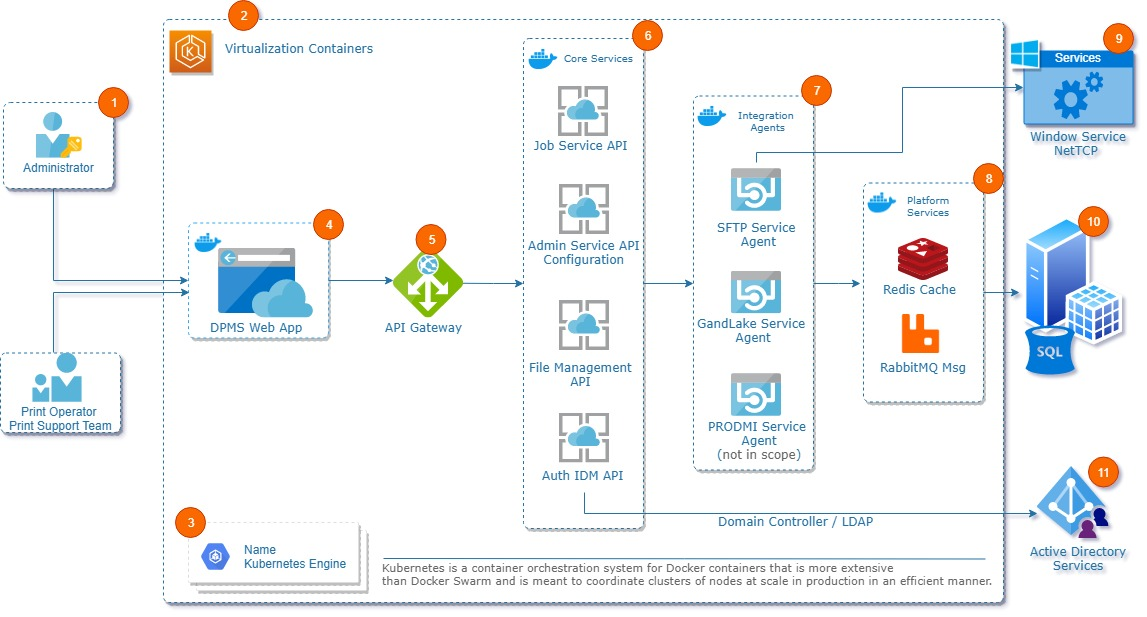 1
Administrator
Print Operator
Print Support Team
2
Virtualization Containers
3
Name
Kubernetes Engine
4
DPMS Web App
5
API Gateway
6
Core Services
Job Service API
Admin Service API
Configuration
File Management
API
Auth IDM API
7
Integration
Agents
SFTP Service
Agent
GandLake Service
Agent
PRODMI Service
Agent
(not in scope)
8
Platform
Services
Redis Cache
RabbitMQ Msg
9
Services
Window Service
NetTCP
10
SQL
11
Active Directory
Services
Domain Controller / LDAP
Kubernetes is a container orchestration system for Docker containers that is more extensive
than Docker Swarm and is meant to coordinate clusters of nodes at scale in production in an efficient manner.